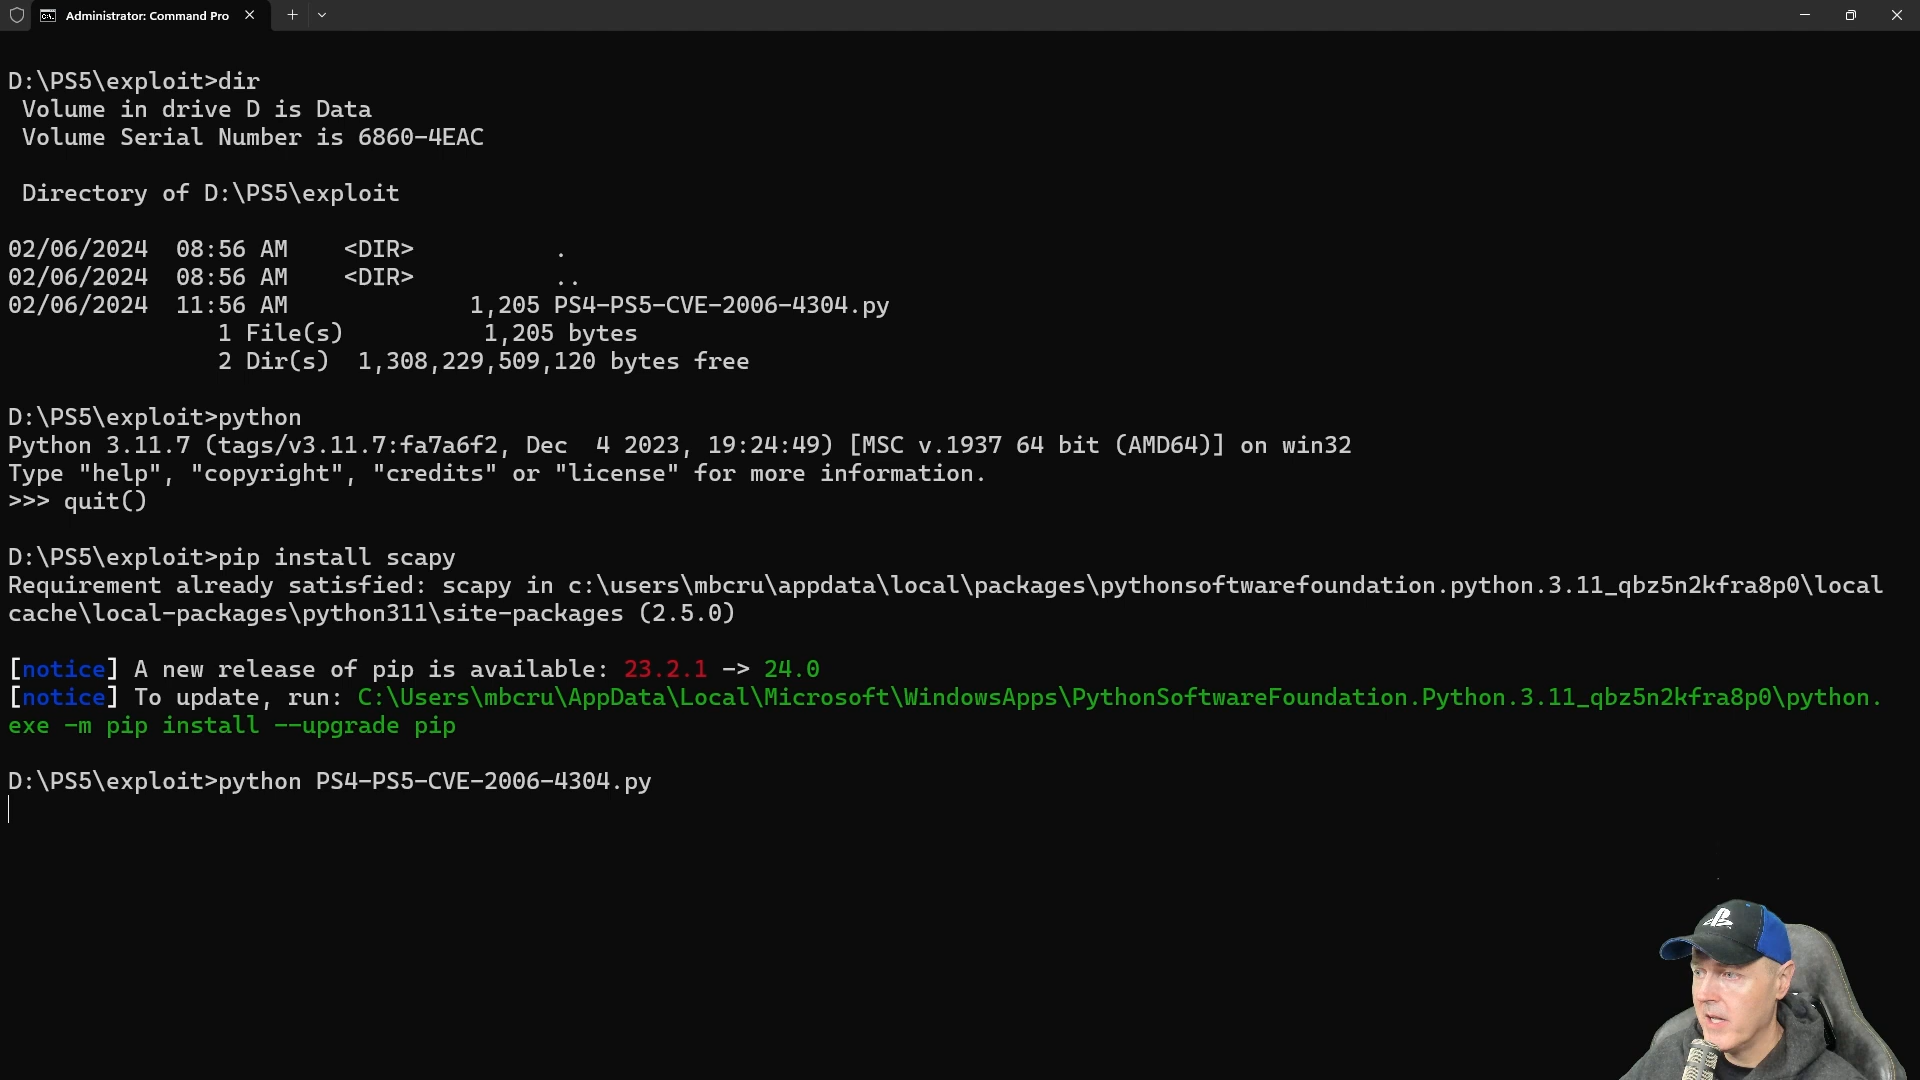 Administrator: Command Pro
D:\PS5\exploit>dir
Volume in drive D is Data
Volume Serial Number is 6860-4EAC
Directory of D:\PS5\exploit
02/06/2024  08:56 AM    <DIR>          .
02/06/2024  08:56 AM    <DIR>          ..
02/06/2024  11:56 AM             1,205 PS4-PS5-CVE-2006-4304.py
1 File(s)          1,205 bytes
2 Dir(s)  1,308,229,509,120 bytes free
D:\PS5\exploit>python
Python 3.11.7 (tags/v3.11.7:fa7a6f2, Dec  4 2023, 19:24:49) [MSC v.1937 64 bit (AMD64)] on win32
Type "help", "copyright", "credits" or "license" for more information.
>>> quit()
D:\PS5\exploit>pip install scapy
Requirement already satisfied: scapy in c:\users\mbcru\appdata\local\packages\pythonsoftwarefoundation.python.3.11_qbz5n2kfra8p0\local
cache\local-packages\python311\site-packages (2.5.0)
[notice] A new release of pip is available: 23.2.1 -> 24.0
[notice] To update, run: C:\Users\mbcru\AppData\Local\Microsoft\WindowsApps\PythonSoftwareFoundation.Python.3.11_qbz5n2kfra8p0\python.
exe -m pip install --upgrade pip
D:\PS5\exploit>python PS4-PS5-CVE-2006-4304.py